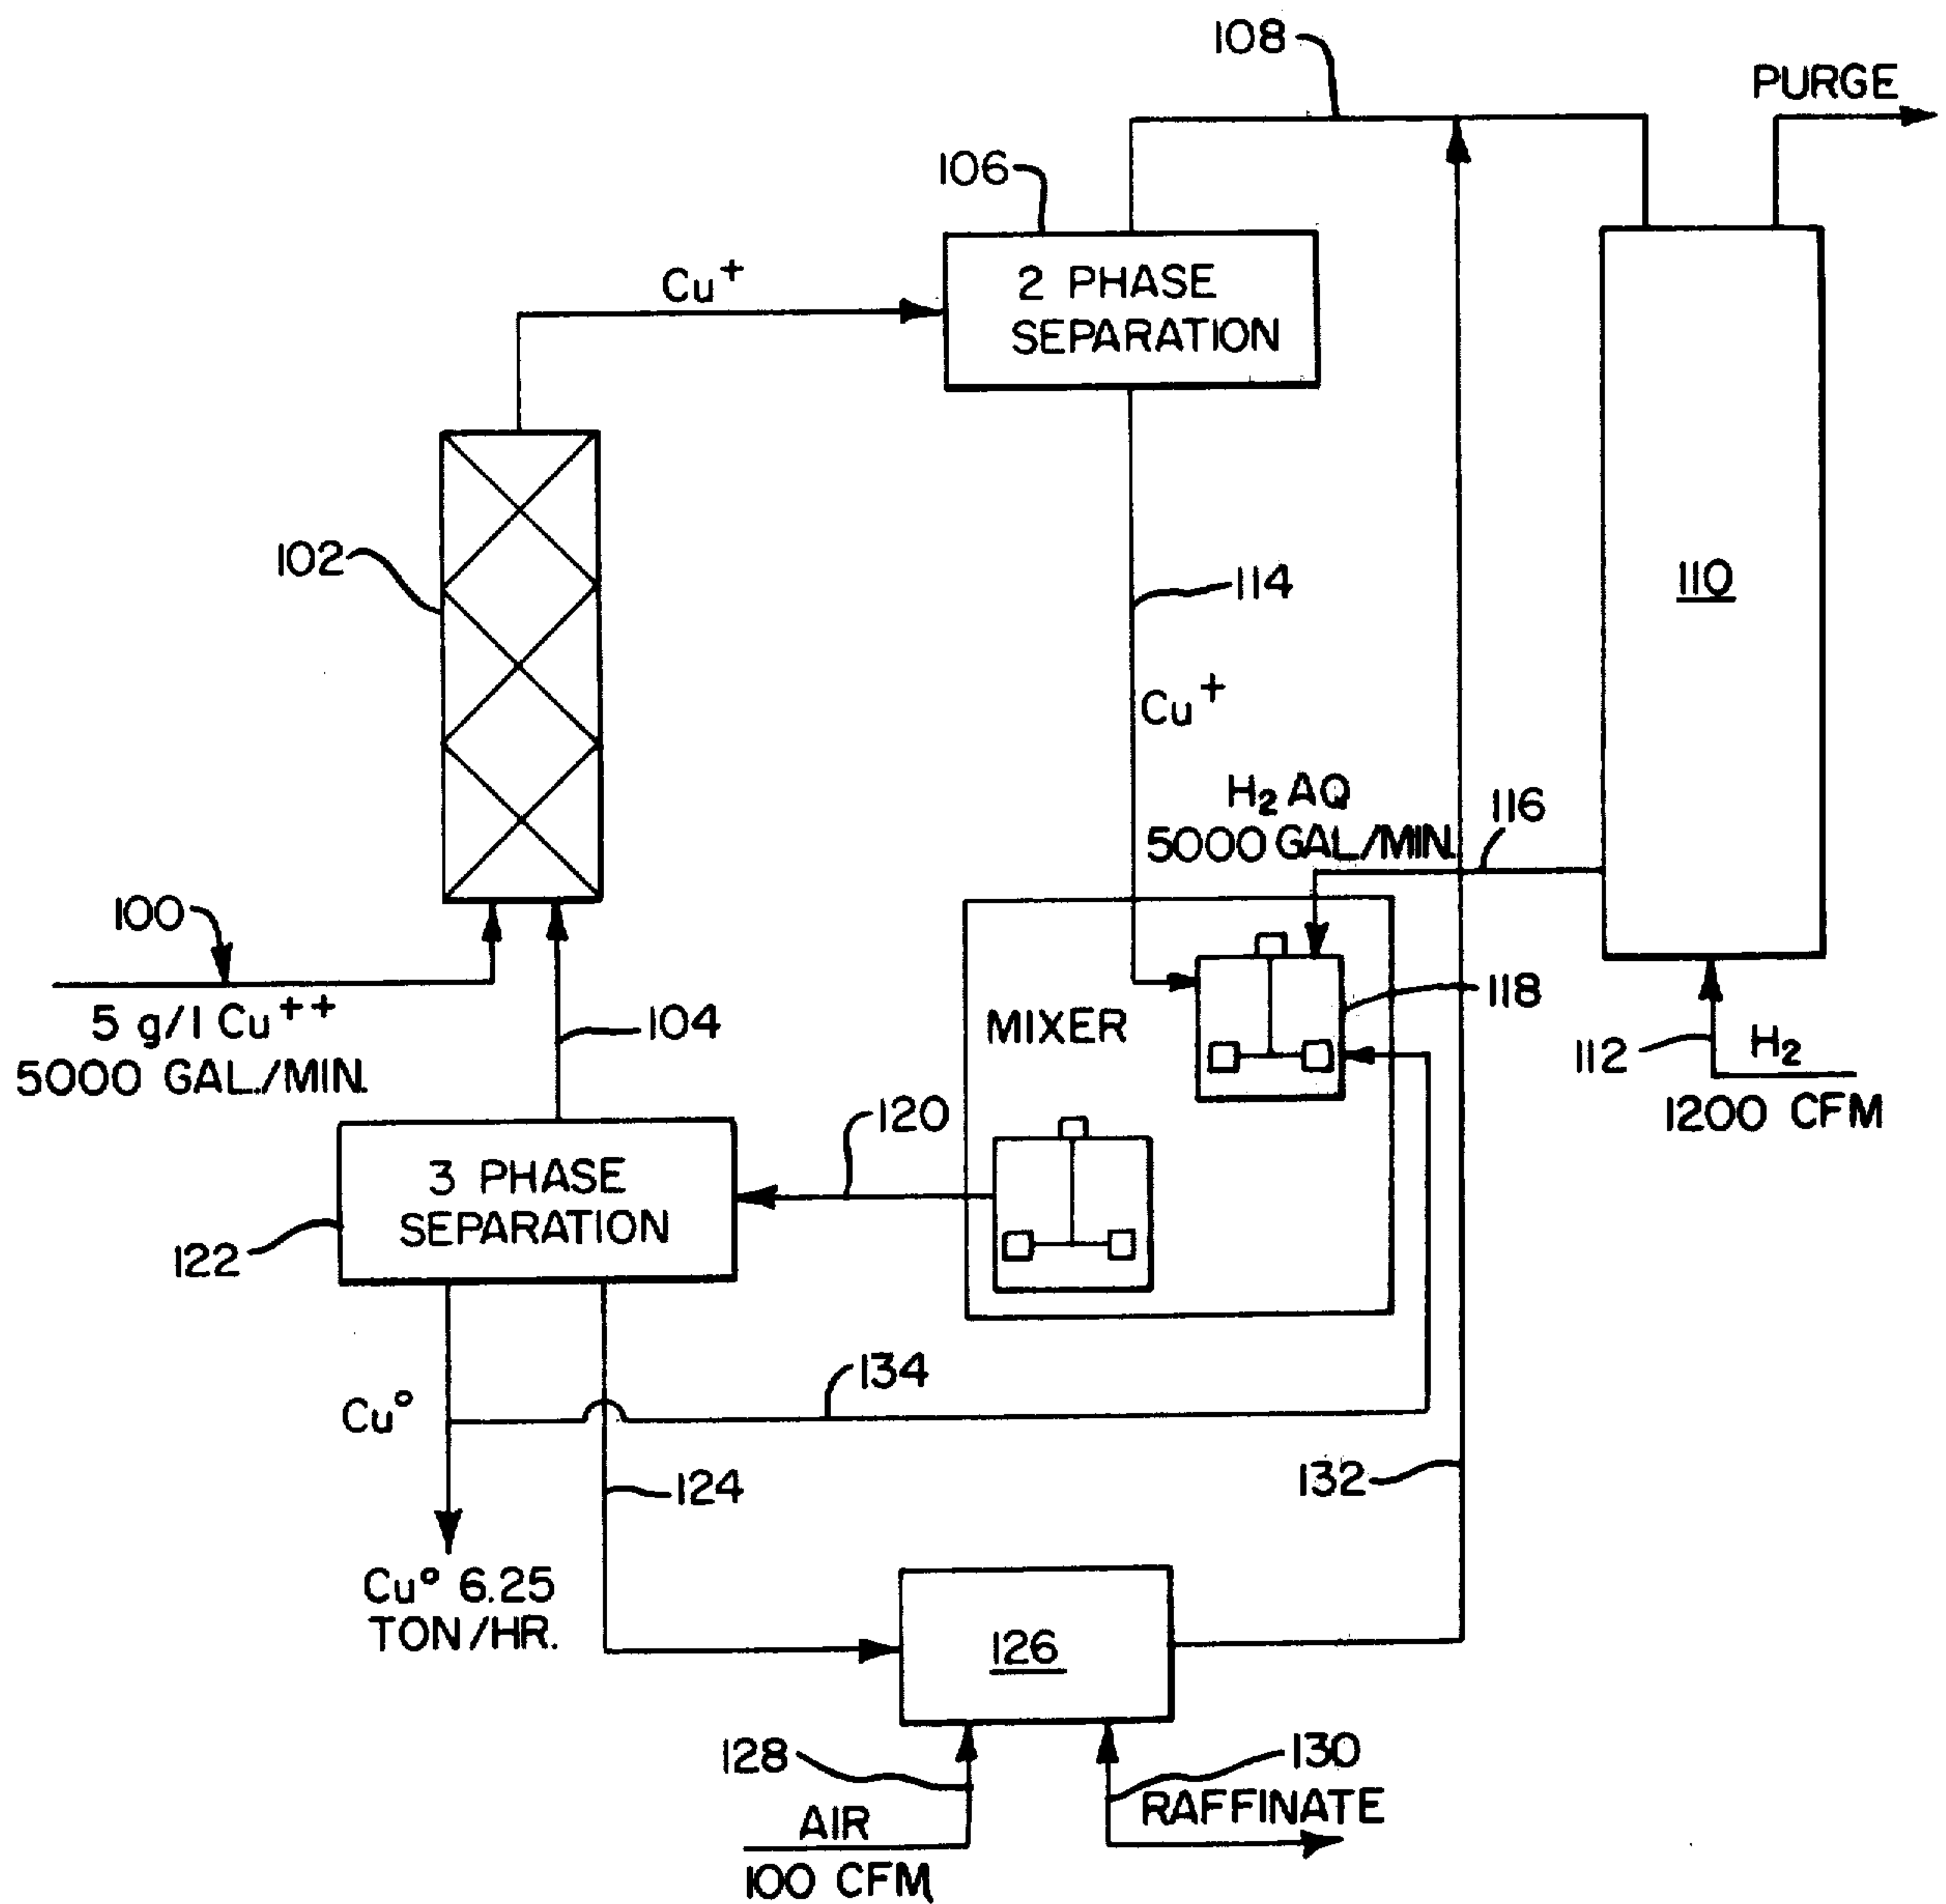 108
PURGE
106
2 PHASE
SEPARATION
Cu+
102
110
114
Cu+
H2 AQ
5000 GAL./MIN.
116
100
5 g/l Cu++
5000 GAL./MIN.
104
MIXER
118
112
H2
1200 CFM
120
3 PHASE
SEPARATION
122
134
Cu°
124
132
Cu° 6.25
TON/HR.
126
128
130
AIR
100 CFM
RAFFINATE